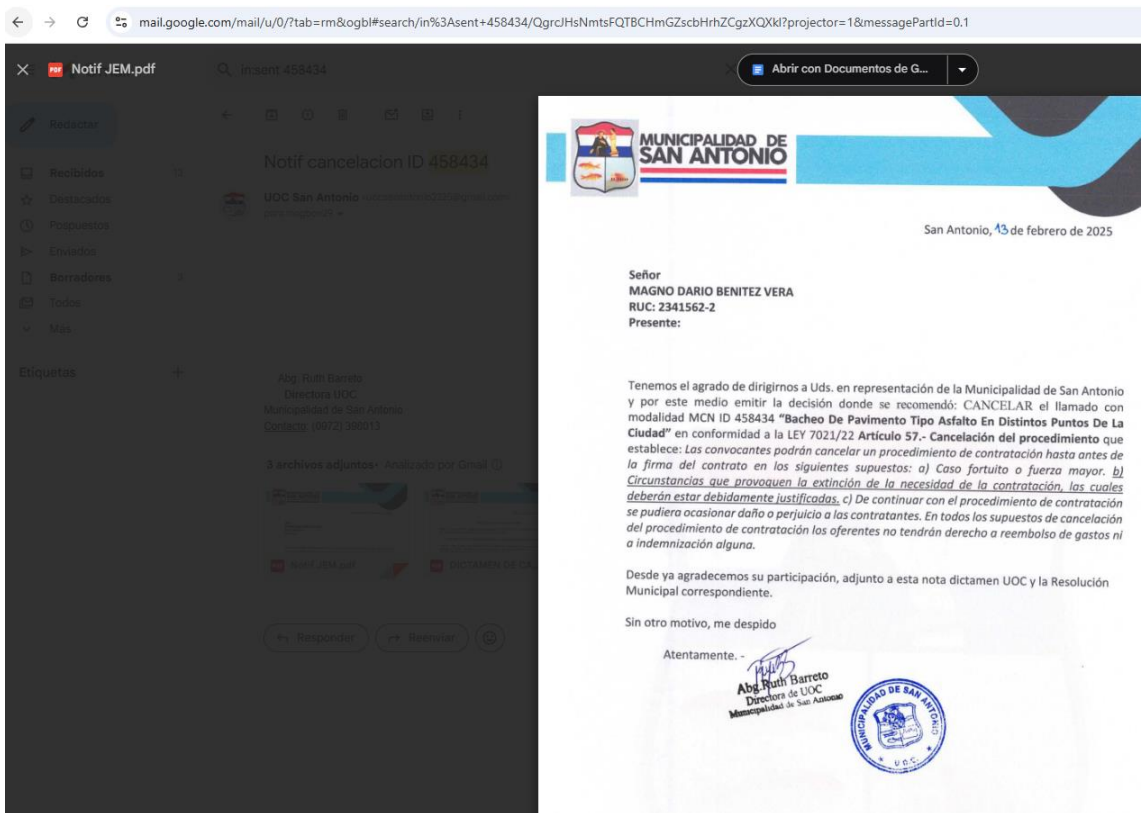 mail.google.com/mail/u/0/?tab=rm&ogbl#search/in%3Asent+458434/QgrcJHsNmtsFQTBCHmGZscbHrhZCgzXQXkl?projector=1&messagePartId=0.1
Notif JEM.pdf
in:sent 458434
Abrir con Documentos de G...
Redactar
Recibidos
Destacados
Pospuestos
Enviados
Borradores
Todos
Más
Etiquetas
Notif cancelacion ID 458434
UOC San Antonio
Abg. Ruth Barreto
Directora UOC
Municipalidad de San Antonio
Contacto: (0972) 396013
3 archivos adjuntos • Analizado por Gmail
Notif JEM.pdf
DICTAMEN DE CA
Responder
Reenviar
MUNICIPALIDAD DE
SAN ANTONIO
San Antonio, 13 de febrero de 2025
Señor
MAGNO DARIO BENITEZ VERA
RUC: 2341562-2
Presente:
Tenemos el agrado de dirigirnos a Uds. en representación de la Municipalidad de San Antonio
y por este medio emitir la decisión donde se recomendó: CANCELAR el llamado con
modalidad MCN ID 458434 "Bacheo De Pavimento Tipo Asfalto En Distintos Puntos De La
Ciudad" en conformidad a la LEY 7021/22 Artículo 57.- Cancelación del procedimiento que
establece: Las convocantes podrán cancelar un procedimiento de contratación hasta antes de
la firma del contrato en los siguientes supuestos: a) Caso fortuito o fuerza mayor. b)
Circunstancias que provoquen la extinción de la necesidad de la contratación, las cuales
deberán estar debidamente justificadas. c) De continuar con el procedimiento de contratación
se pudiera ocasionar daño o perjuicio a las contratantes. En todos los supuestos de cancelación
del procedimiento de contratación los oferentes no tendrán derecho a reembolso de gastos ni
a indemnización alguna.
Desde ya agradecemos su participación, adjunto a esta nota dictamen UOC y la Resolución
Municipal correspondiente.
Sin otro motivo, me despido
Atentamente. -
Abg. Ruth Barreto
Directora de UOC
Municipalidad de San Antonio
MUNICIPALIDAD DE SAN ANTONIO
U.O.C.